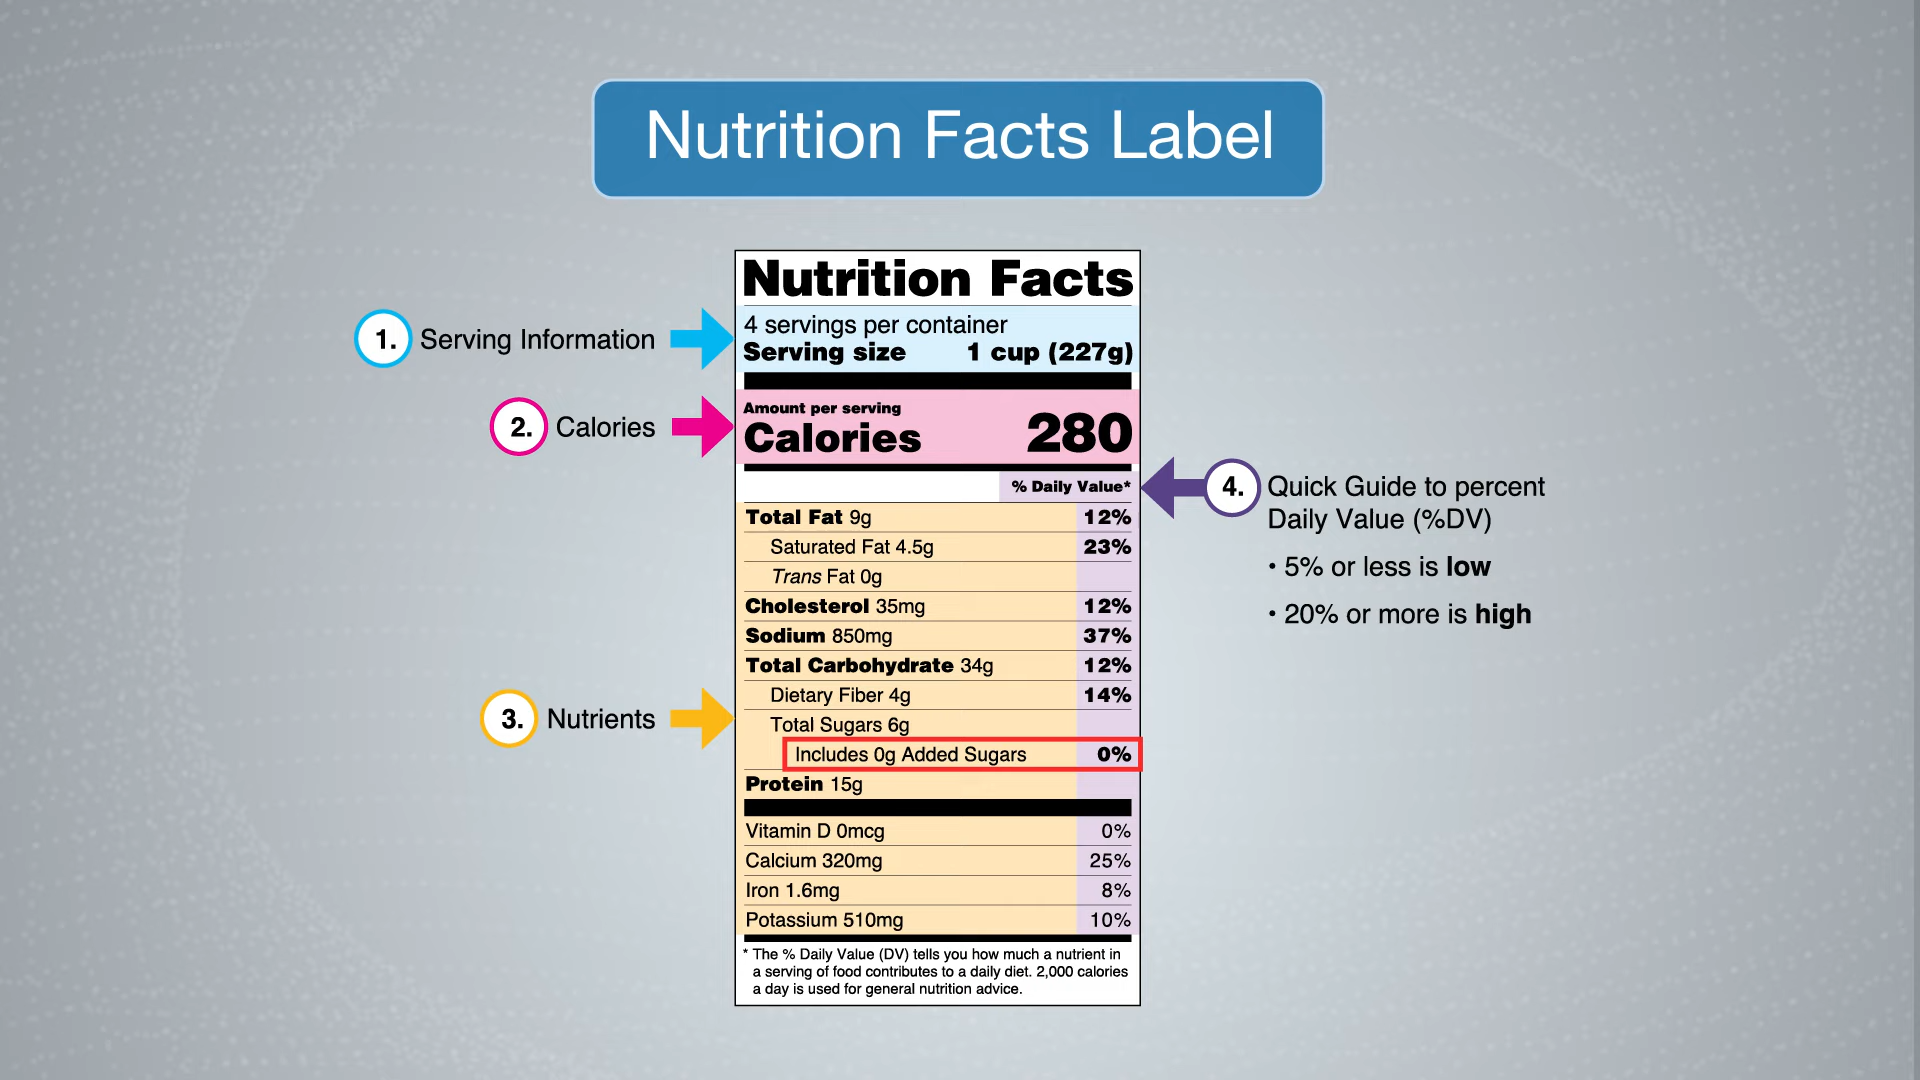 Nutrition Facts Label
Nutrition Facts
1. Serving Information
4 servings per container
Serving size 1 cup (227g)
2. Calories
Amount per serving
Calories 280
% Daily Value*
4. Quick Guide to percent
Daily Value (%DV)
• 5% or less is low
• 20% or more is high
Total Fat 9g 12%
Saturated Fat 4.5g 23%
Trans Fat 0g
Cholesterol 35mg 12%
Sodium 850mg 37%
Total Carbohydrate 34g 12%
Dietary Fiber 4g 14%
3. Nutrients
Total Sugars 6g
Includes 0g Added Sugars 0%
Protein 15g
Vitamin D 0mcg 0%
Calcium 320mg 25%
Iron 1.6mg 8%
Potassium 510mg 10%
* The % Daily Value (DV) tells you how much a nutrient in
a serving of food contributes to a daily diet. 2,000 calories
a day is used for general nutrition advice.